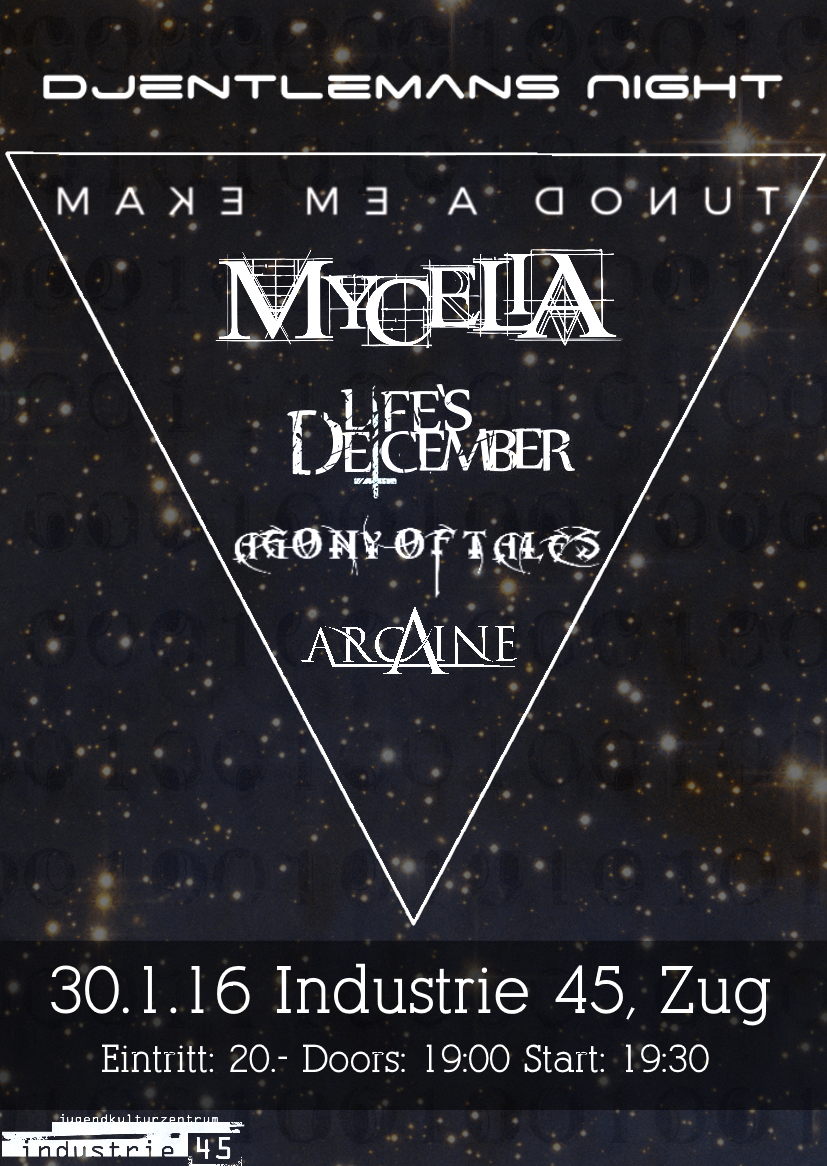 DJENTLEMANS NIGHT
MAKE ME A DONUT
MYCELIA
LIFE'S
DECEMBER
AGONY OF TALES
ARCAINE
30.1.16 Industrie 45, Zug
Eintritt: 20.- Doors: 19:00 Start: 19:30
jugendkulturzentrum
industrie 45